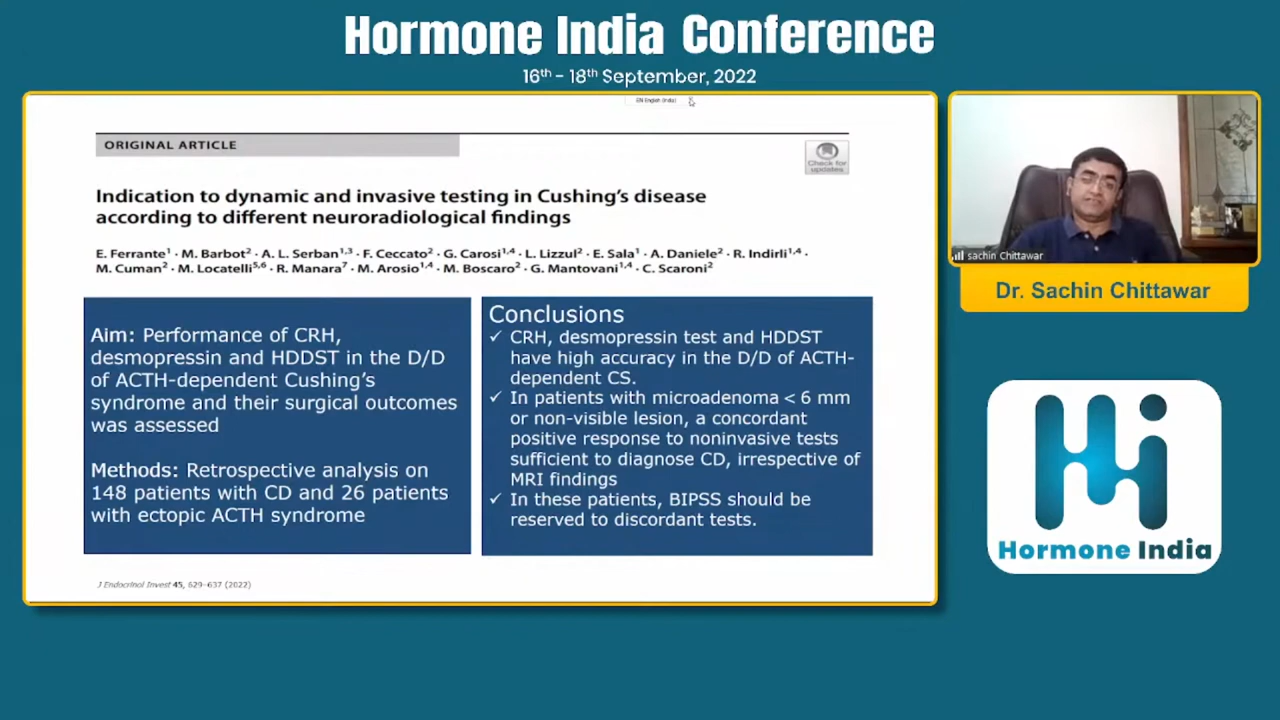 Hormone India Conference
16th - 18th September, 2022
EN English (India)
ORIGINAL ARTICLE
Check for
updates
Indication to dynamic and invasive testing in Cushing's disease
according to different neuroradiological findings
E. Ferrante1 · M. Barbot2 · A. L. Serban1,3 · F. Ceccato2 · G. Carosi1,4 · L. Lizzul2 · E. Sala1 · A. Daniele2 · R. Indirli1,4 ·
M. Cuman2 · M. Locatelli5,6 · R. Manara7 · M. Arosio1,4 · M. Boscaro2 · G. Mantovani1,4 · C. Scaroni2
Aim: Performance of CRH,
desmopressin and HDDST in the D/D
of ACTH-dependent Cushing's
syndrome and their surgical outcomes
was assessed
Methods: Retrospective analysis on
148 patients with CD and 26 patients
with ectopic ACTH syndrome
Conclusions
✓ CRH, desmopressin test and HDDST
have high accuracy in the D/D of ACTH-
dependent CS.
✓ In patients with microadenoma < 6 mm
or non-visible lesion, a concordant
positive response to noninvasive tests
sufficient to diagnose CD, irrespective of
MRI findings
✓ In these patients, BIPSS should be
reserved to discordant tests.
J Endocrinol Invest 45, 629–637 (2022)
sachin Chittawar
Dr. Sachin Chittawar
Hormone India